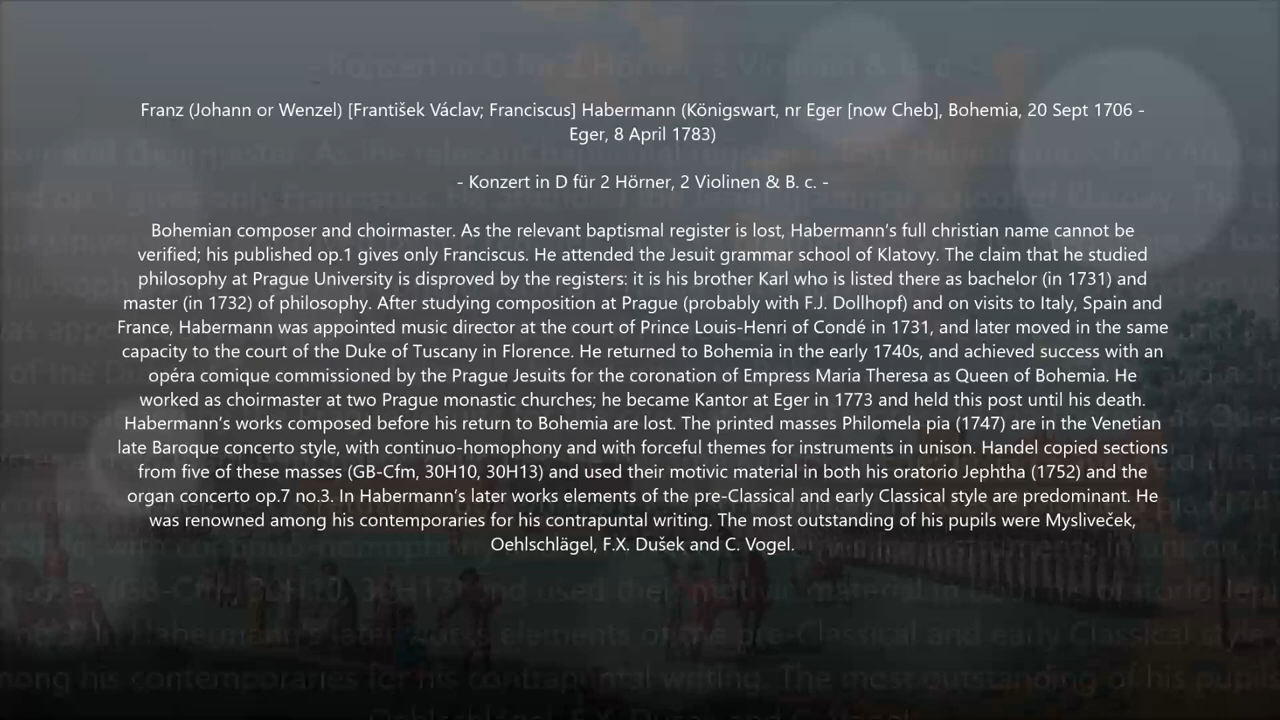 Franz (Johann or Wenzel) [František Václav; Franciscus] Habermann (Königswart, nr Eger [now Cheb], Bohemia, 20 Sept 1706 -
Eger, 8 April 1783)
- Konzert in D für 2 Hörner, 2 Violinen & B. c. -
Bohemian composer and choirmaster. As the relevant baptismal register is lost, Habermann's full christian name cannot be
verified; his published op.1 gives only Franciscus. He attended the Jesuit grammar school of Klatovy. The claim that he studied
philosophy at Prague University is disproved by the registers: it is his brother Karl who is listed there as bachelor (in 1731) and
master (in 1732) of philosophy. After studying composition at Prague (probably with F.J. Dollhopf) and on visits to Italy, Spain and
France, Habermann was appointed music director at the court of Prince Louis-Henri of Condé in 1731, and later moved in the same
capacity to the court of the Duke of Tuscany in Florence. He returned to Bohemia in the early 1740s, and achieved success with an
opéra comique commissioned by the Prague Jesuits for the coronation of Empress Maria Theresa as Queen of Bohemia. He
worked as choirmaster at two Prague monastic churches; he became Kantor at Eger in 1773 and held this post until his death.
Habermann's works composed before his return to Bohemia are lost. The printed masses Philomela pia (1747) are in the Venetian
late Baroque concerto style, with continuo-homophony and with forceful themes for instruments in unison. Handel copied sections
from five of these masses (GB-Cfm, 30H10, 30H13) and used their motivic material in both his oratorio Jephtha (1752) and the
organ concerto op.7 no.3. In Habermann's later works elements of the pre-Classical and early Classical style are predominant. He
was renowned among his contemporaries for his contrapuntal writing. The most outstanding of his pupils were Mysliveček,
Oehlschlägel, F.X. Dušek and C. Vogel.